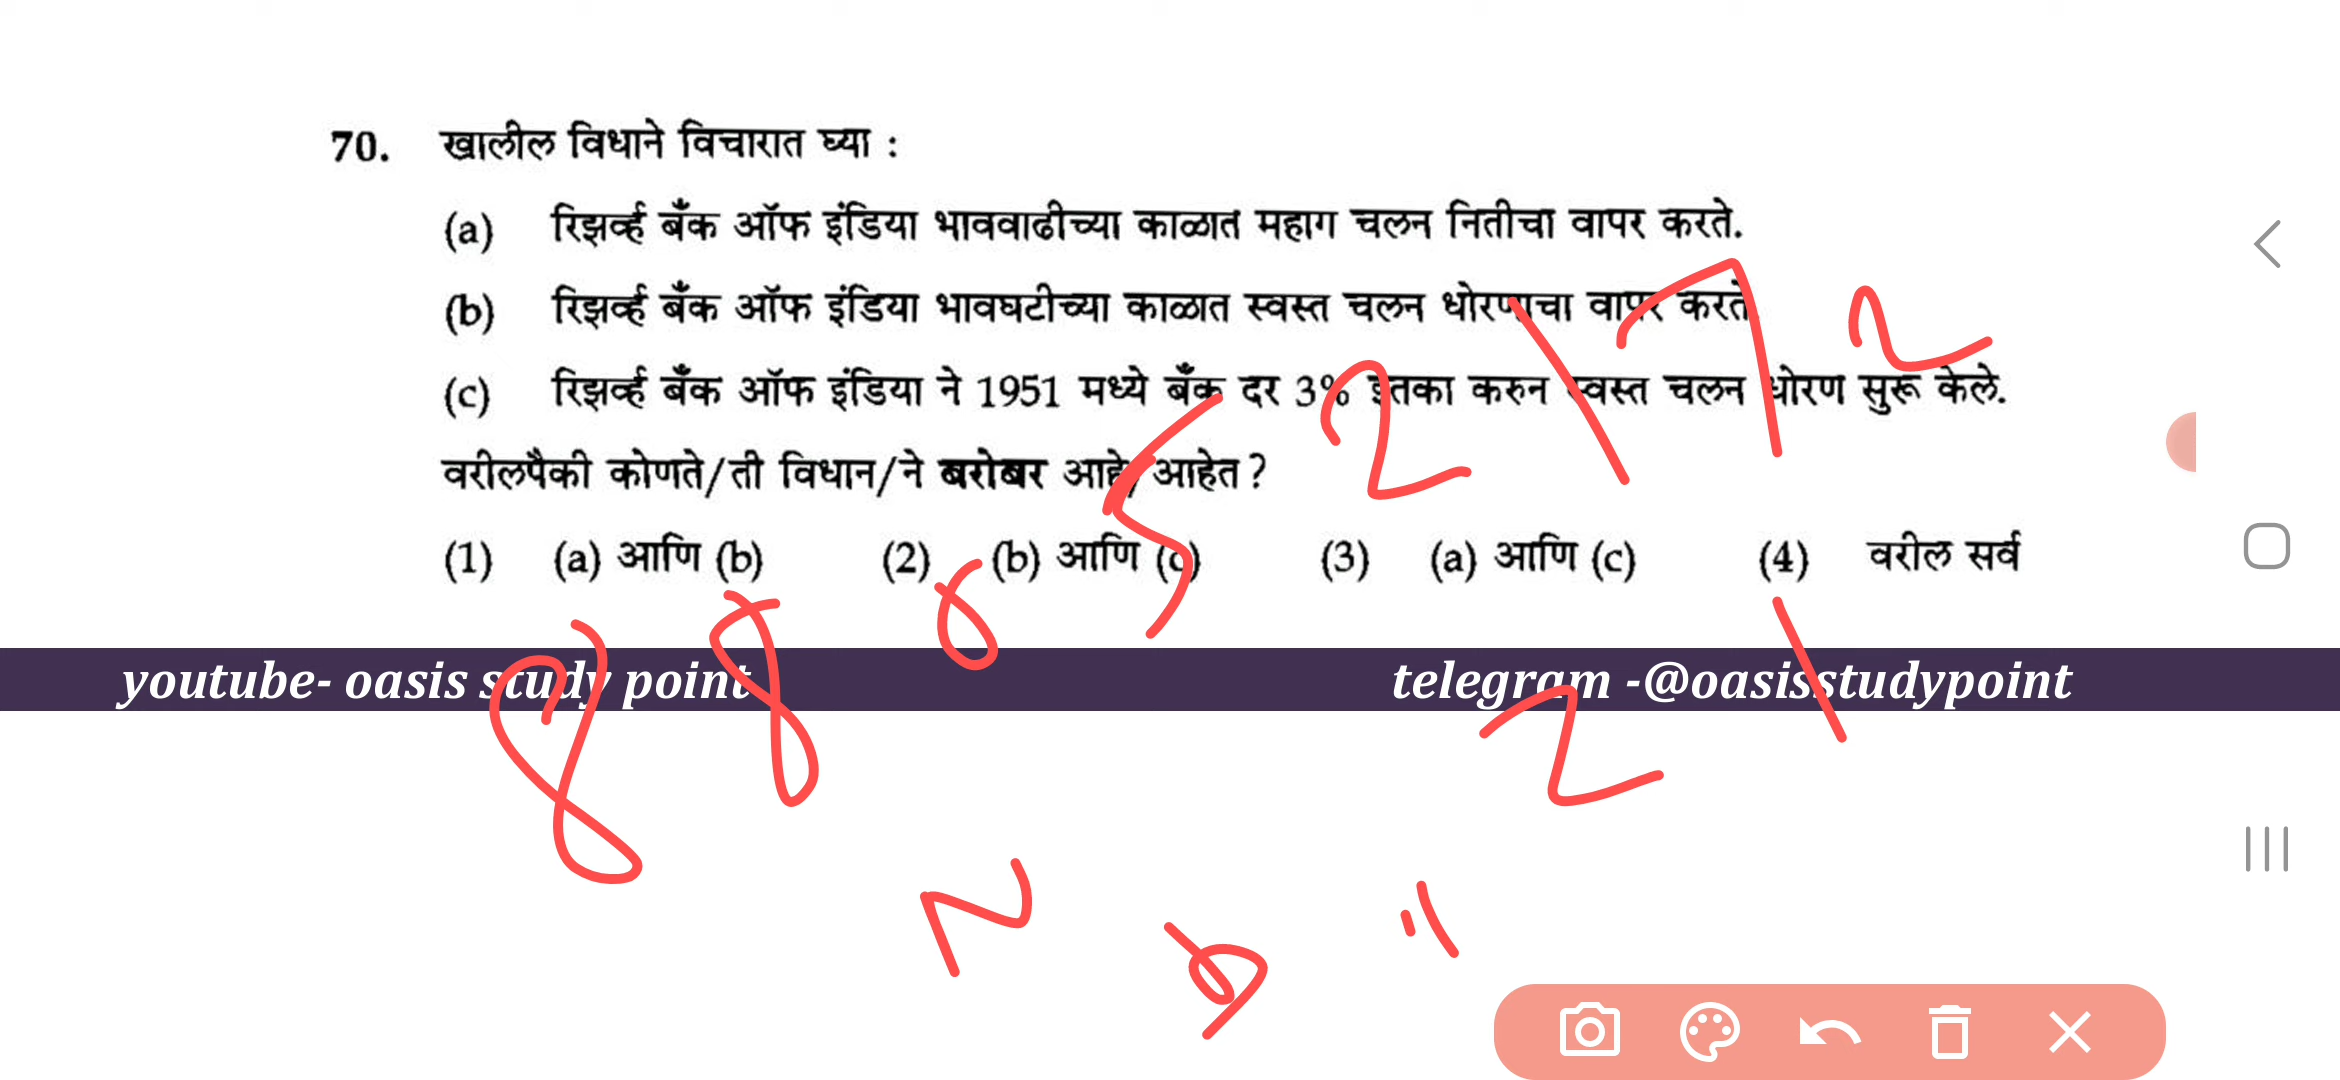 70. खालील विधाने विचारात घ्या :
(a) रिझर्व्ह बँक ऑफ इंडिया भाववाढीच्या काळात महाग चलन नितीचा वापर करते.
(b) रिझर्व्ह बँक ऑफ इंडिया भावघटीच्या काळात स्वस्त चलन धोरणाचा वापर करते.
(c) रिझर्व्ह बँक ऑफ इंडिया ने 1951 मध्ये बँक दर 3% इतका करुन स्वस्त चलन धोरण सुरू केले.
वरीलपैकी कोणते/ती विधान/ने बरोबर आहे/आहेत?
(1) (a) आणि (b) (2) (b) आणि (c) (3) (a) आणि (c) (4) वरील सर्व
youtube- oasis study point telegram -@oasisstudypoint